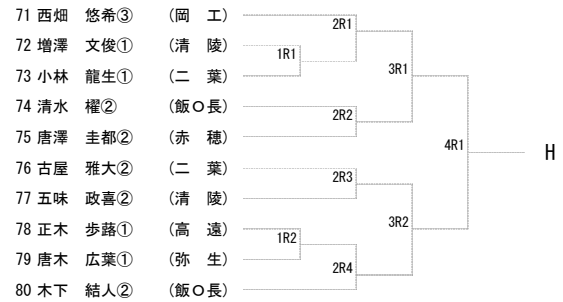 71 西畑　悠希③　（岡　工）
2R1
72 増澤　文俊①　（清　陵）
1R1
73 小林　龍生①　（二　葉）
3R1
74 清水　櫂②　（飯Ｏ長）
2R2
75 唐澤　圭都②　（赤　穂）
4R1
H
76 古屋　雅大②　（二　葉）
2R3
77 五味　政喜②　（清　陵）
3R2
78 正木　歩蕗①　（高　遠）
1R2
79 唐木　広葉①　（弥　生）
2R4
80 木下　結人②　（飯Ｏ長）